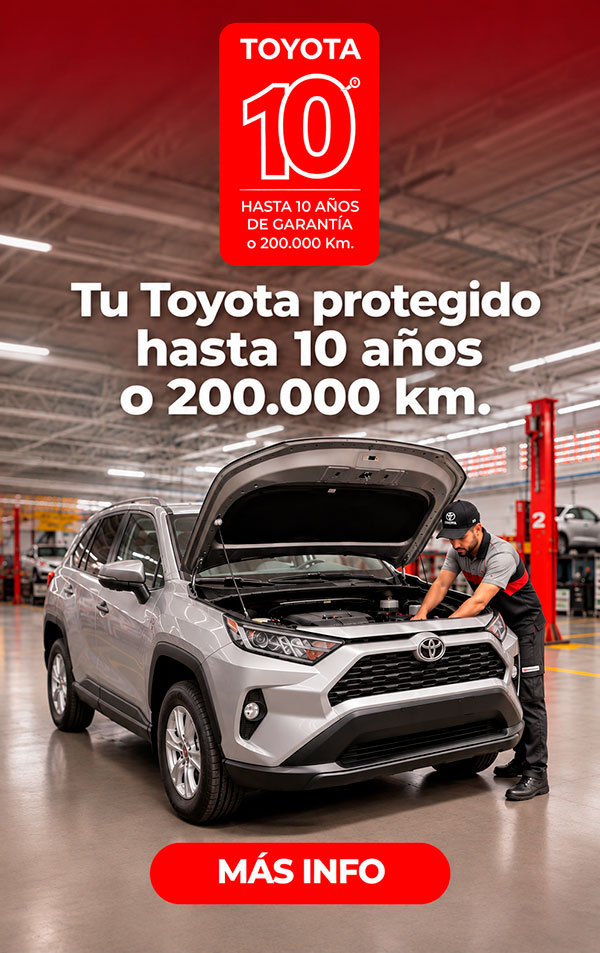 TOYOTA
10
HASTA 10 AÑOS
DE GARANTÍA
o 200.000 Km.
Tu Toyota protegido
hasta 10 años
o 200.000 km.
TOYOTA
2
MÁS INFO